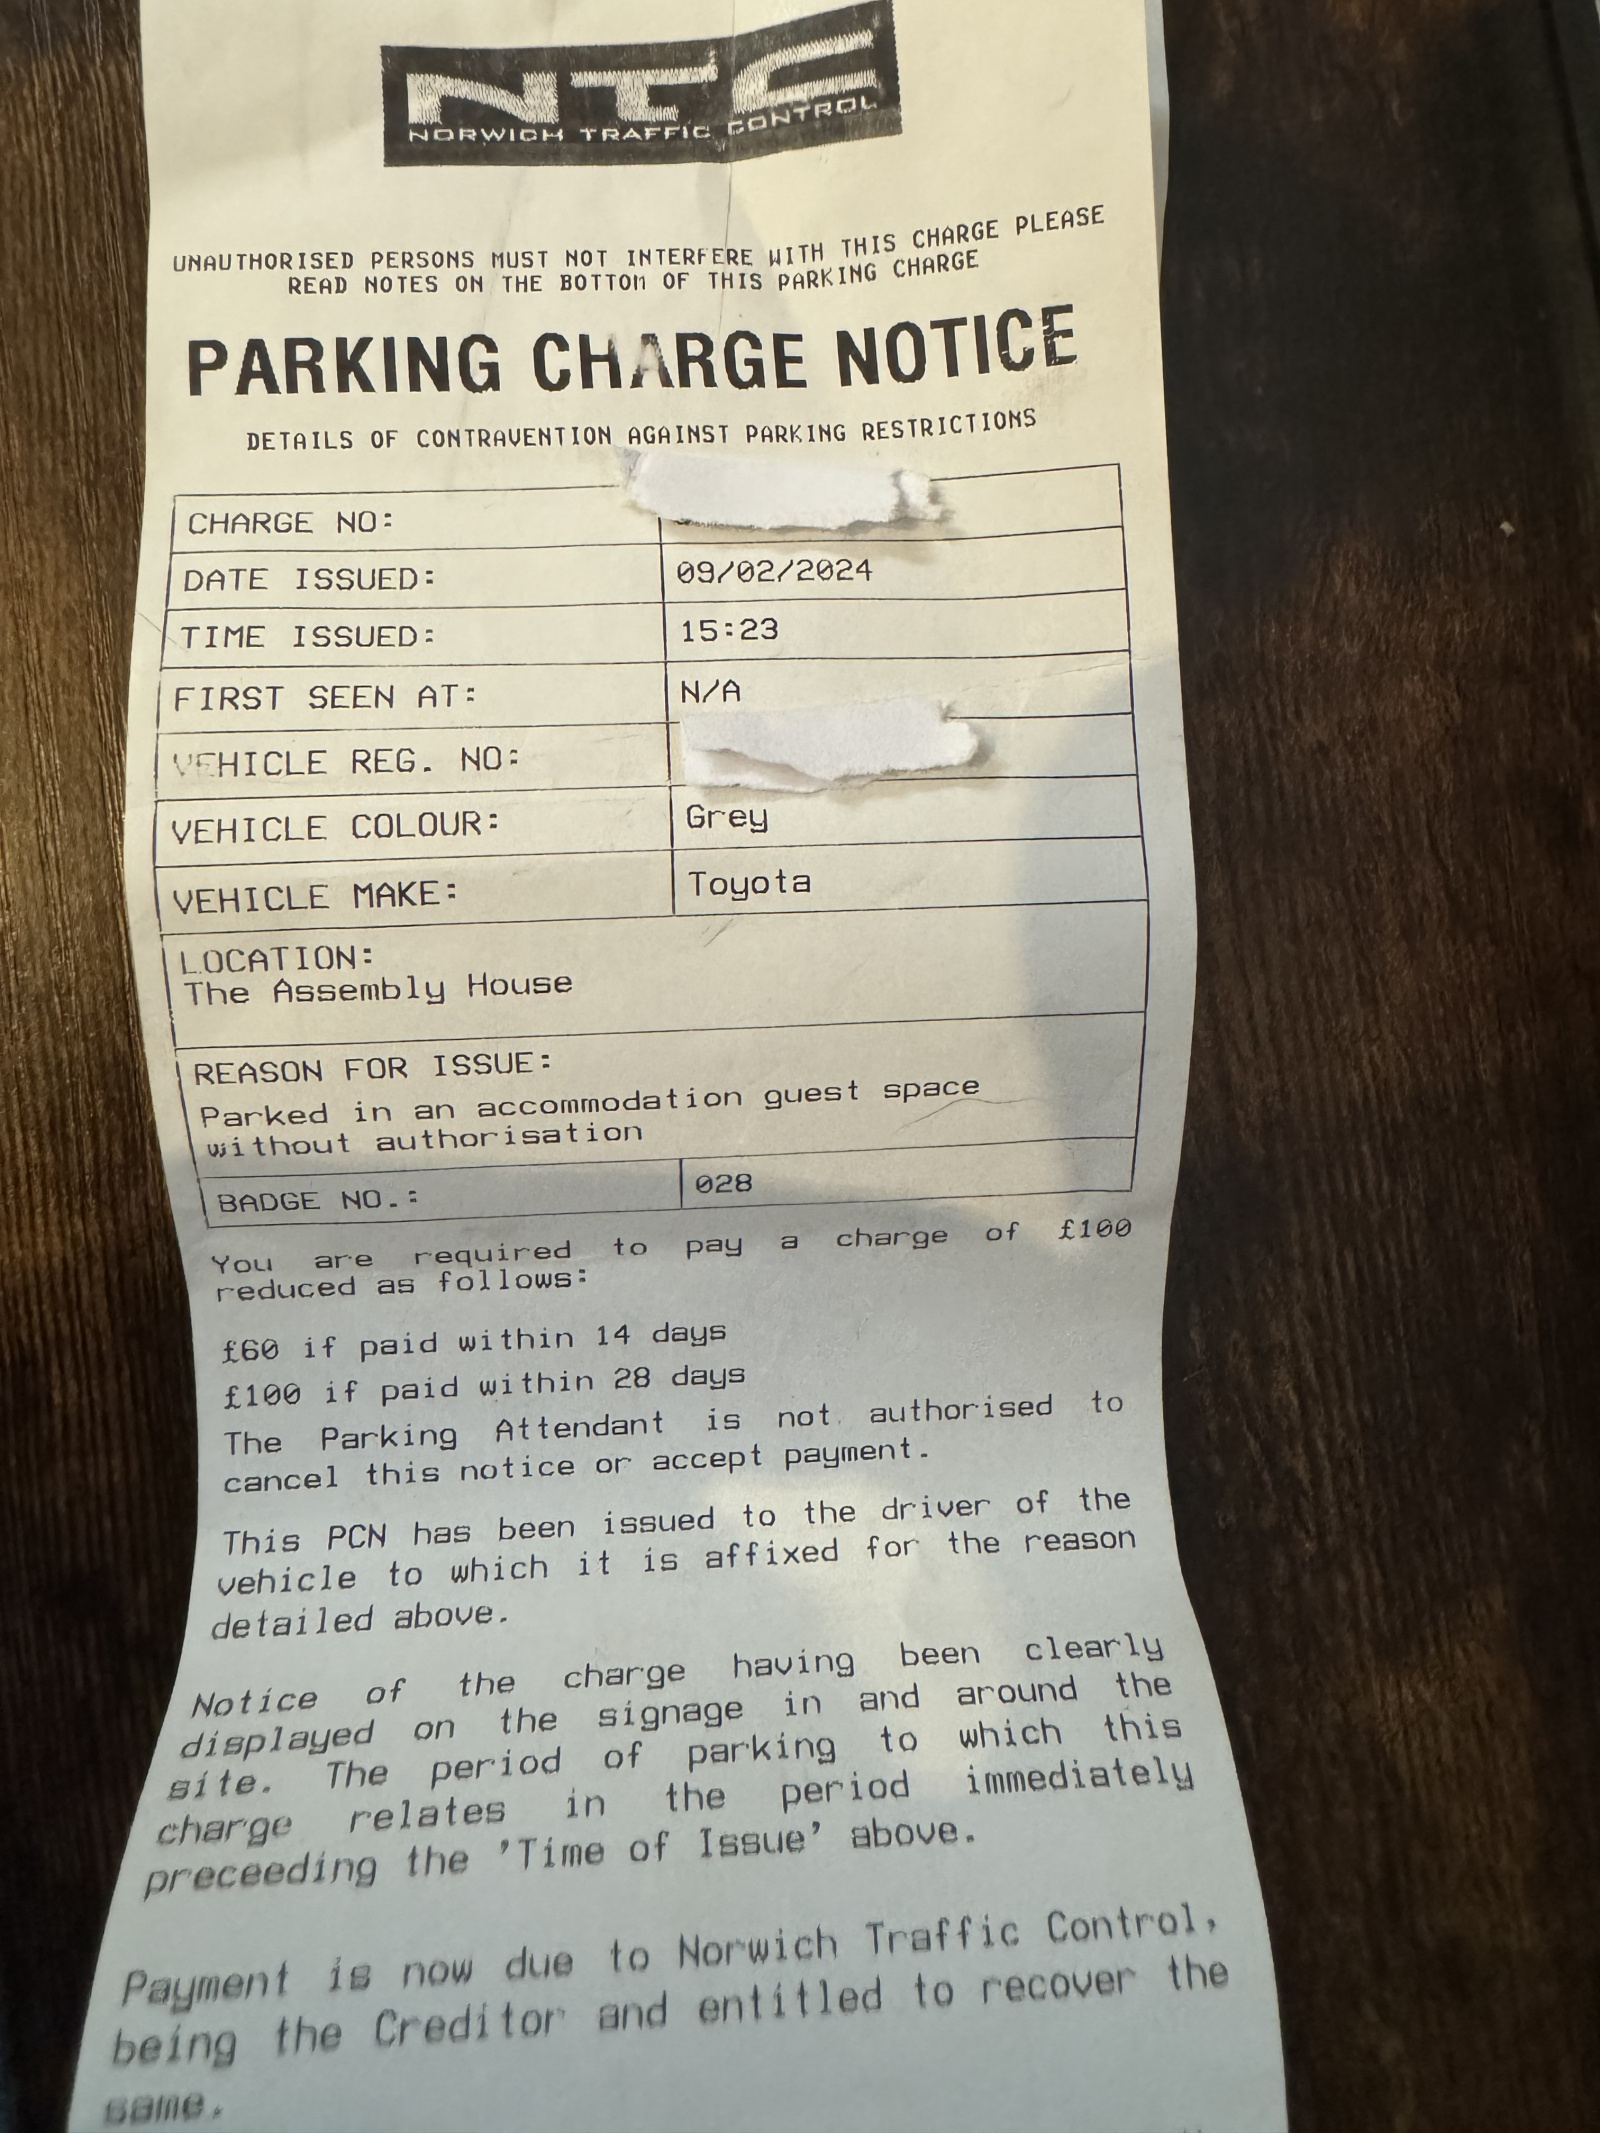 NTC
NORWICH TRAFFIC CONTROL
UNAUTHORISED PERSONS MUST NOT INTERFERE WITH THIS CHARGE PLEASE
READ NOTES ON THE BOTTOM OF THIS PARKING CHARGE
PARKING CHARGE NOTICE
DETAILS OF CONTRAVENTION AGAINST PARKING RESTRICTIONS
CHARGE NO:
DATE ISSUED: 09/02/2024
TIME ISSUED: 15:23
FIRST SEEN AT: N/A
VEHICLE REG. NO:
VEHICLE COLOUR: Grey
VEHICLE MAKE: Toyota
LOCATION:
The Assembly House
REASON FOR ISSUE:
Parked in an accommodation guest space
without authorisation
BADGE NO.: 028
You are required to pay a charge of £100
reduced as follows:
£60 if paid within 14 days
£100 if paid within 28 days
The Parking Attendant is not authorised to
cancel this notice or accept payment.
This PCN has been issued to the driver of the
vehicle to which it is affixed for the reason
detailed above.
Notice of the charge having been clearly
displayed on the signage in and around the
site. The period of parking to which this
charge relates in the period immediately
preceeding the 'Time of Issue' above.
Payment is now due to Norwich Traffic Control,
being the Creditor and entitled to recover the
same.